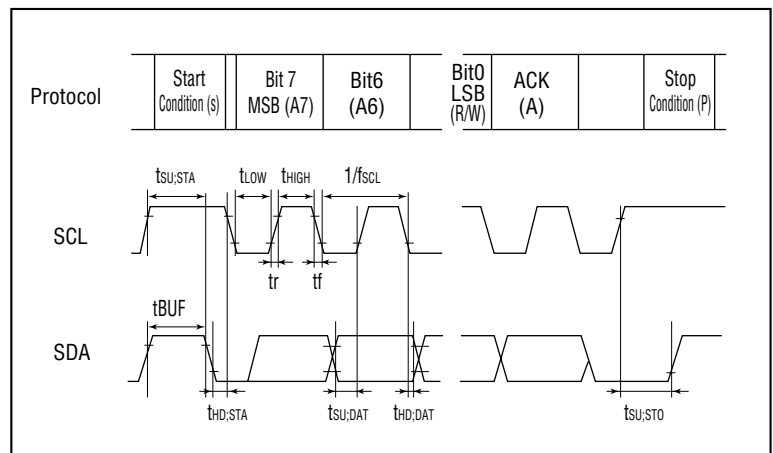 Protocol
Start
Condition (s)
Bit 7
MSB (A7)
Bit6
(A6)
Bit0
LSB
(R/W)
ACK
(A)
Stop
Condition (P)
tSU;STA
tLOW
tHIGH
1/fSCL
SCL
tr
tf
tBUF
SDA
tHD;STA
tSU;DAT
tHD;DAT
tSU;STO